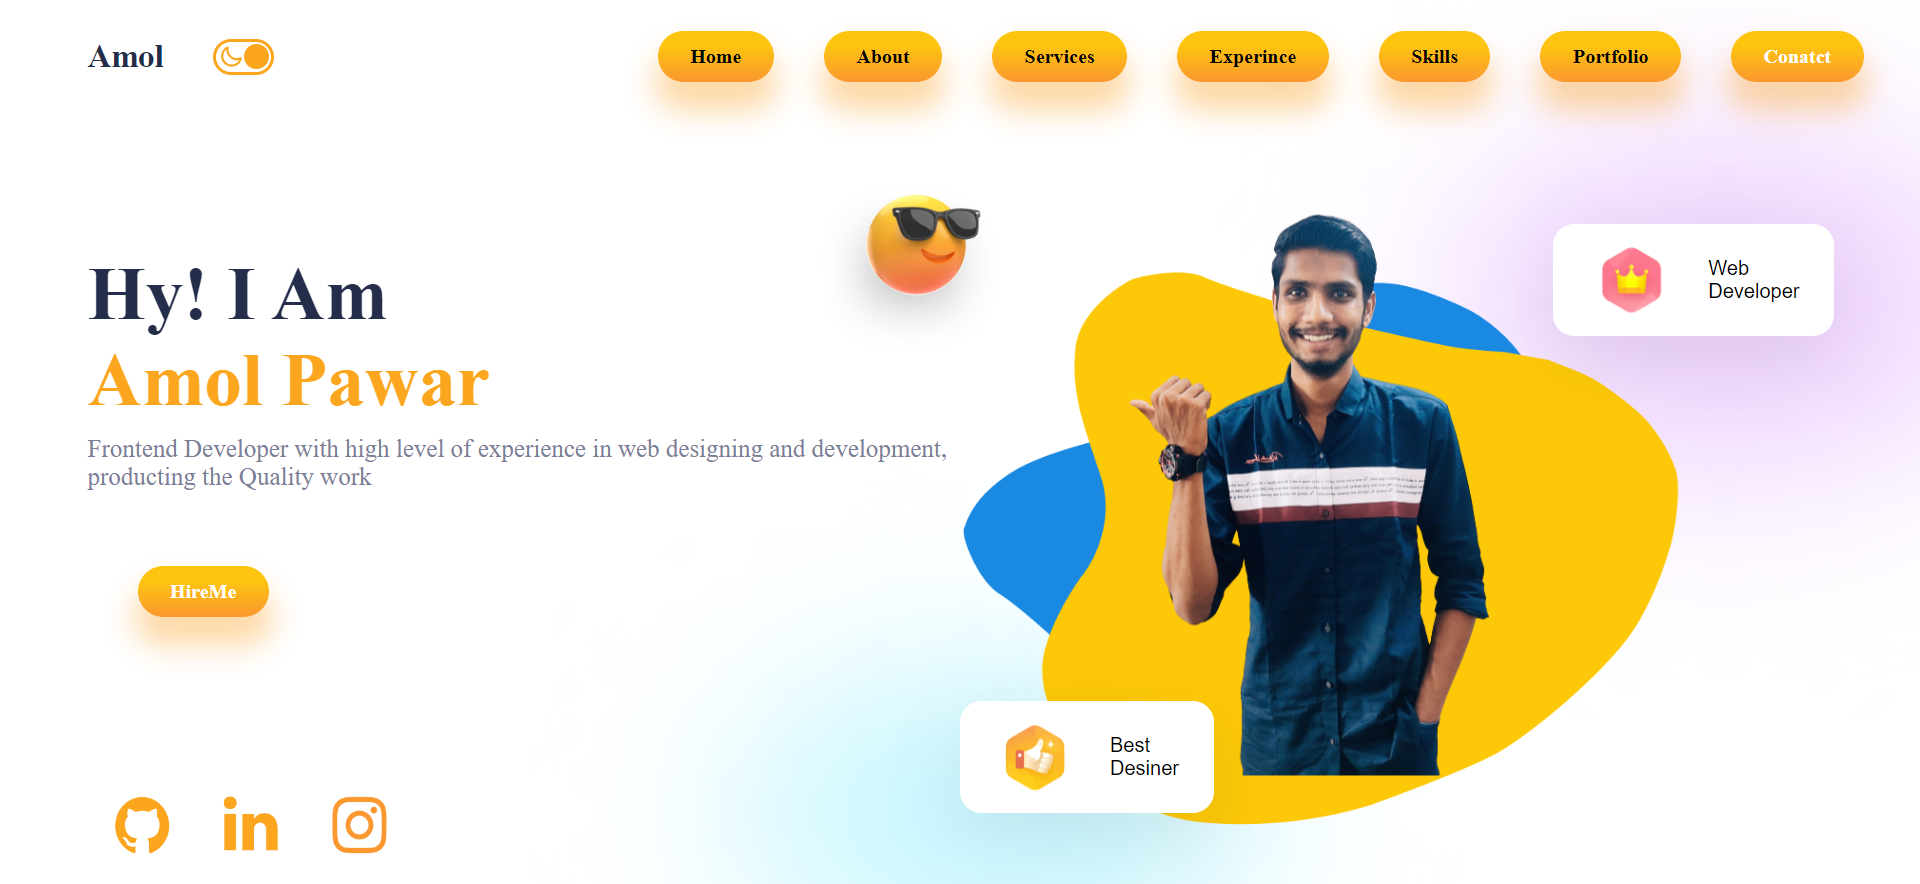 Amol
Home
About
Services
Experince
Skills
Portfolio
Conatct
Hy! I Am
Amol Pawar
Frontend Developer with high level of experience in web designing and development,
producting the Quality work
HireMe
Web
Developer
Best
Desiner
in